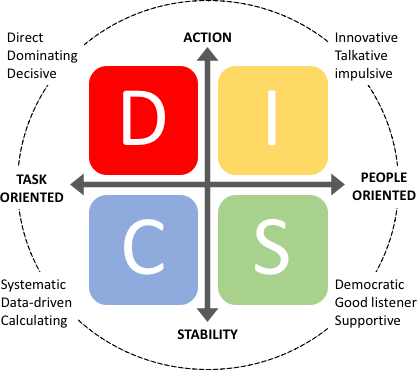 ACTION
Direct
Dominating
Decisive
Innovative
Talkative
impulsive
D
I
TASK
ORIENTED
PEOPLE
ORIENTED
C
S
Systematic
Data-driven
Calculating
Democratic
Good listener
Supportive
STABILITY